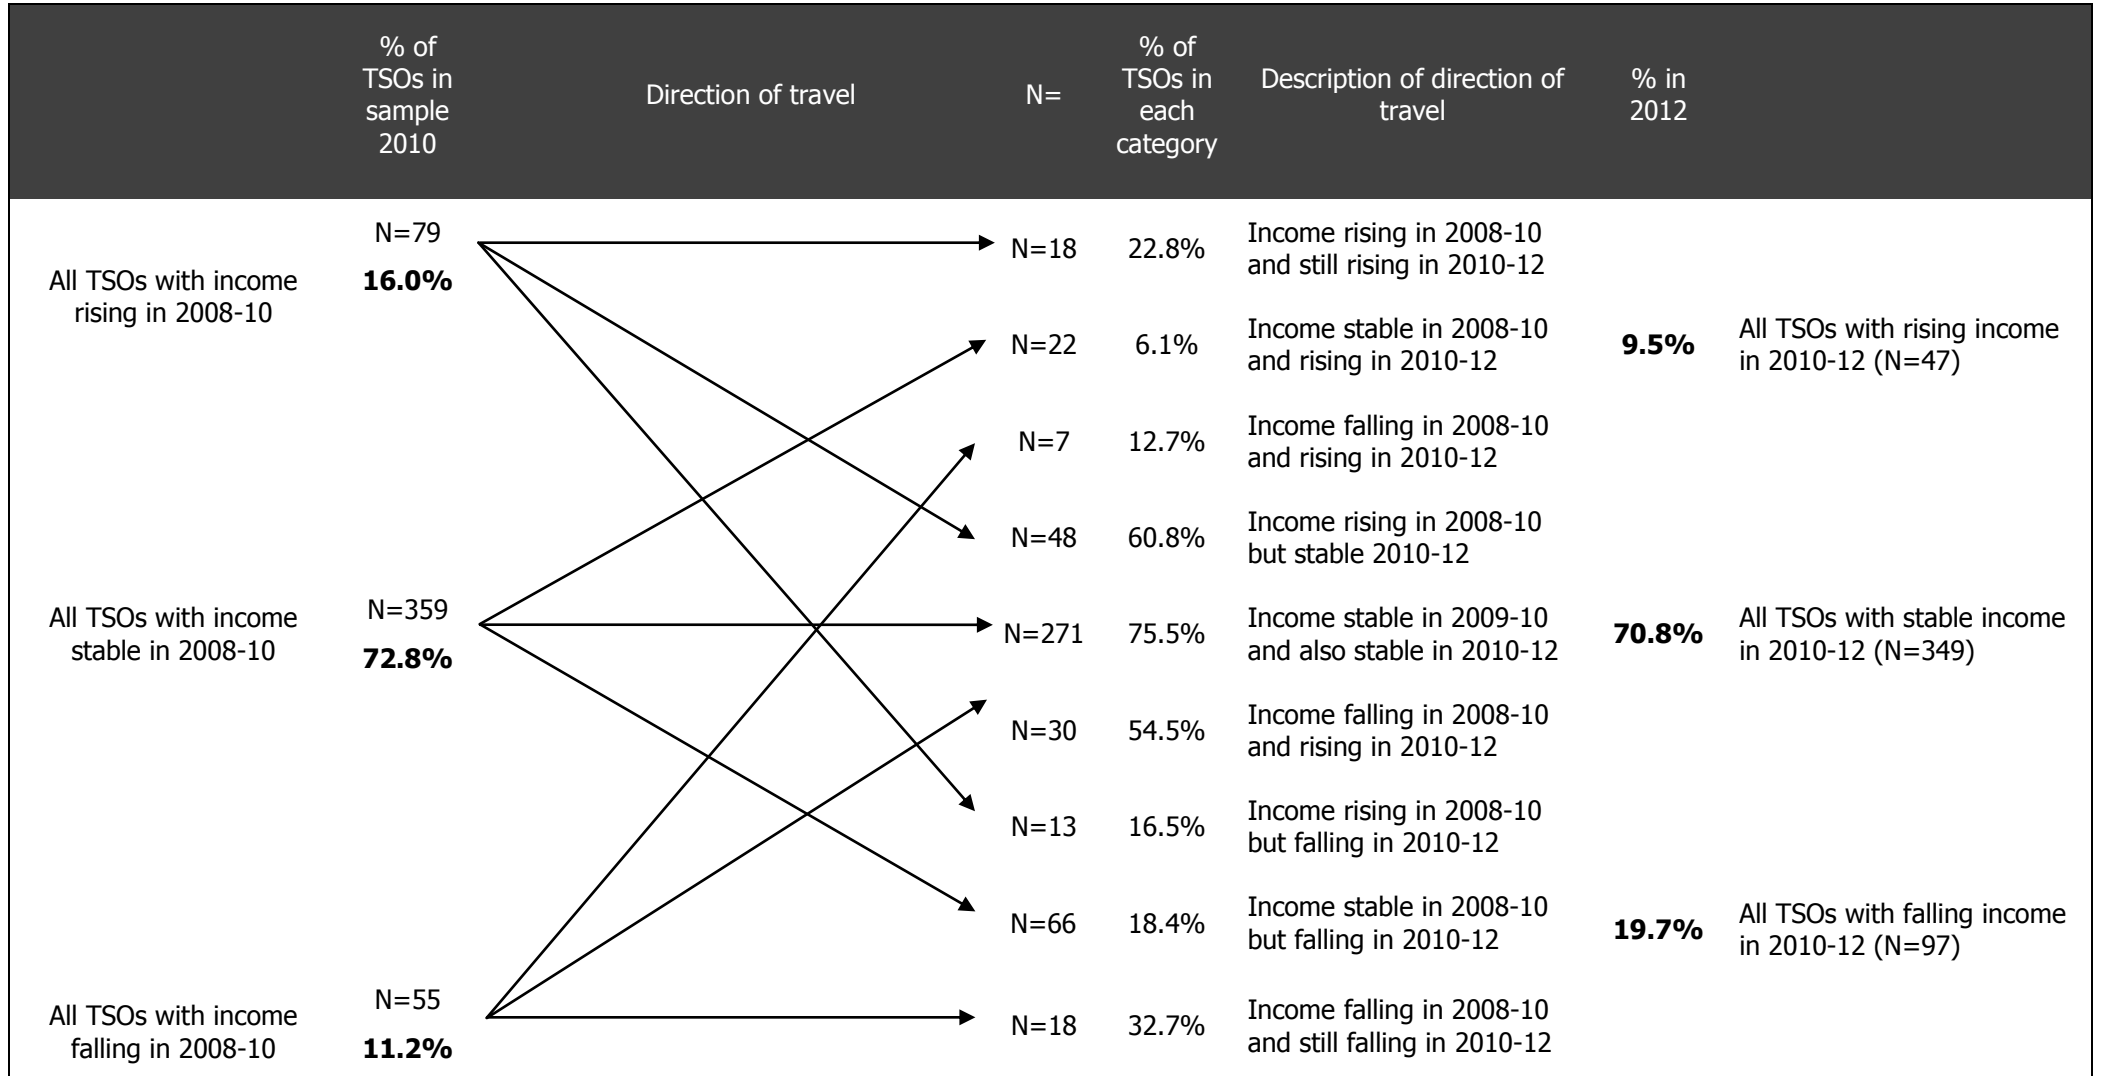 % of
TSOs in
sample
2010
Direction of travel
N=
% of
TSOs in
each
category
Description of direction of
travel
% in
2012
All TSOs with income
rising in 2008-10
N=79
16.0%
N=18
22.8%
Income rising in 2008-10
and still rising in 2010-12
N=22
6.1%
Income stable in 2008-10
and rising in 2010-12
9.5%
All TSOs with rising income
in 2010-12 (N=47)
N=7
12.7%
Income falling in 2008-10
and rising in 2010-12
N=48
60.8%
Income rising in 2008-10
but stable 2010-12
All TSOs with income
stable in 2008-10
N=359
72.8%
N=271
75.5%
Income stable in 2009-10
and also stable in 2010-12
70.8%
All TSOs with stable income
in 2010-12 (N=349)
N=30
54.5%
Income falling in 2008-10
and rising in 2010-12
N=13
16.5%
Income rising in 2008-10
but falling in 2010-12
N=66
18.4%
Income stable in 2008-10
but falling in 2010-12
19.7%
All TSOs with falling income
in 2010-12 (N=97)
All TSOs with income
falling in 2008-10
N=55
11.2%
N=18
32.7%
Income falling in 2008-10
and still falling in 2010-12